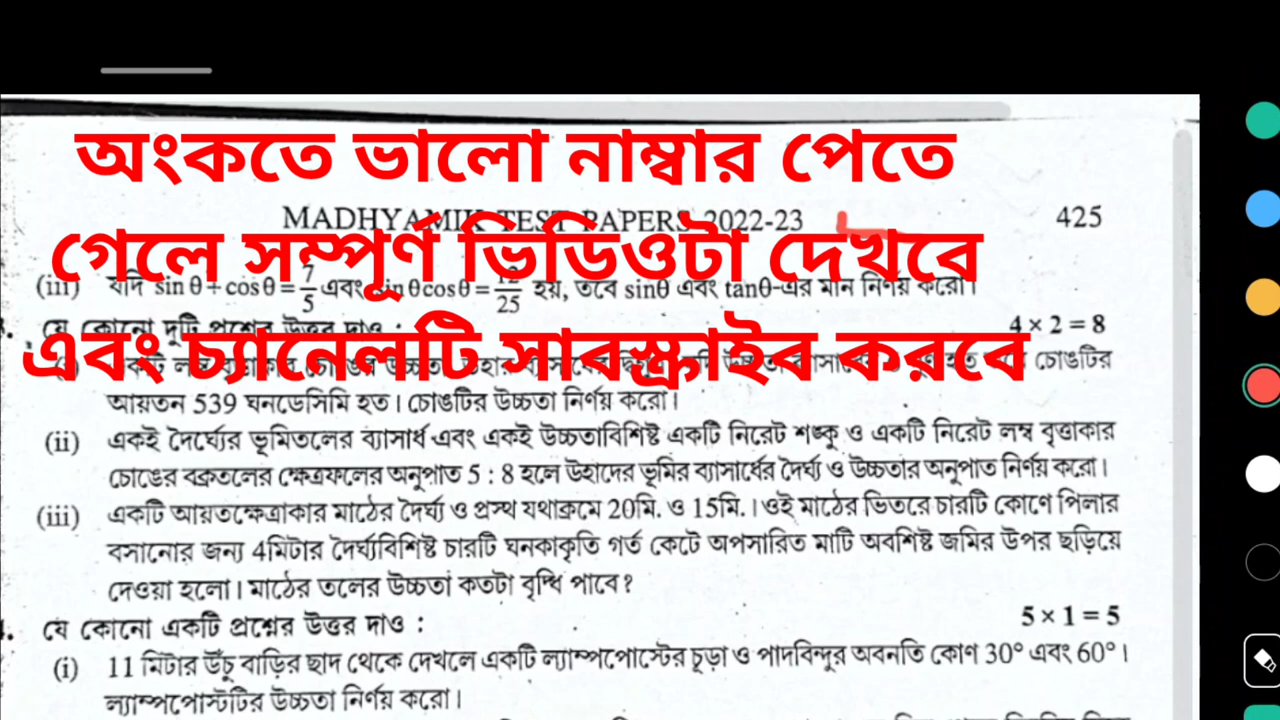 অংকতে ভালো নাম্বার পেতে
MADHYAMIK TEST PAPERS 2022-23 425
গেলে সম্পূর্ণ ভিডিওটা দেখবে
(iii) যদি sin θ + cosθ = 7/5 এবং sin θcosθ = 12/25 হয়, তবে sinθ এবং tanθ-এর মান নির্ণয় করো।
যে কোনো দুটি প্রশ্নের উত্তর দাও : 4 × 2 = 8
এবং চ্যানেলটি সাবস্ক্রাইব করবে
চোঙটির
আয়তন 539 ঘনডেসিমি হত। চোঙটির উচ্চতা নির্ণয় করো।
(ii) একই দৈর্ঘ্যের ভূমিতলের ব্যাসার্ধ এবং একই উচ্চতাবিশিষ্ট একটি নিরেট শঙ্কু ও একটি নিরেট লম্ব বৃত্তাকার
চোঙের বক্রতলের ক্ষেত্রফলের অনুপাত 5 : 8 হলে উহাদের ভূমির ব্যাসার্ধের দৈর্ঘ্য ও উচ্চতার অনুপাত নির্ণয় করো।
(iii) একটি আয়তক্ষেত্রাকার মাঠের দৈর্ঘ্য ও প্রস্থ যথাক্রমে 20মি. ও 15মি. । ওই মাঠের ভিতরে চারটি কোণে পিলার
বসানোর জন্য 4মিটার দৈর্ঘ্যবিশিষ্ট চারটি ঘনকাকৃতি গর্ত কেটে অপসারিত মাটি অবশিষ্ট জমির উপর ছড়িয়ে
দেওয়া হলো। মাঠের তলের উচ্চতা কতটা বৃদ্ধি পাবে?
যে কোনো একটি প্রশ্নের উত্তর দাও : 5 × 1 = 5
(i) 11 মিটার উঁচু বাড়ির ছাদ থেকে দেখলে একটি ল্যাম্পপোস্টের চূড়া ও পাদবিন্দুর অবনতি কোণ 30° এবং 60°।
ল্যাম্পপোস্টটির উচ্চতা নির্ণয় করো।